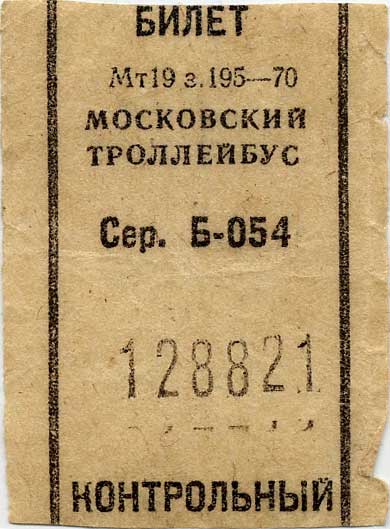 БИЛЕТ
Мт19 з.195—70
МОСКОВСКИЙ
ТРОЛЛЕЙБУС
Сер. Б-054
128821
КОНТРОЛЬНЫЙ